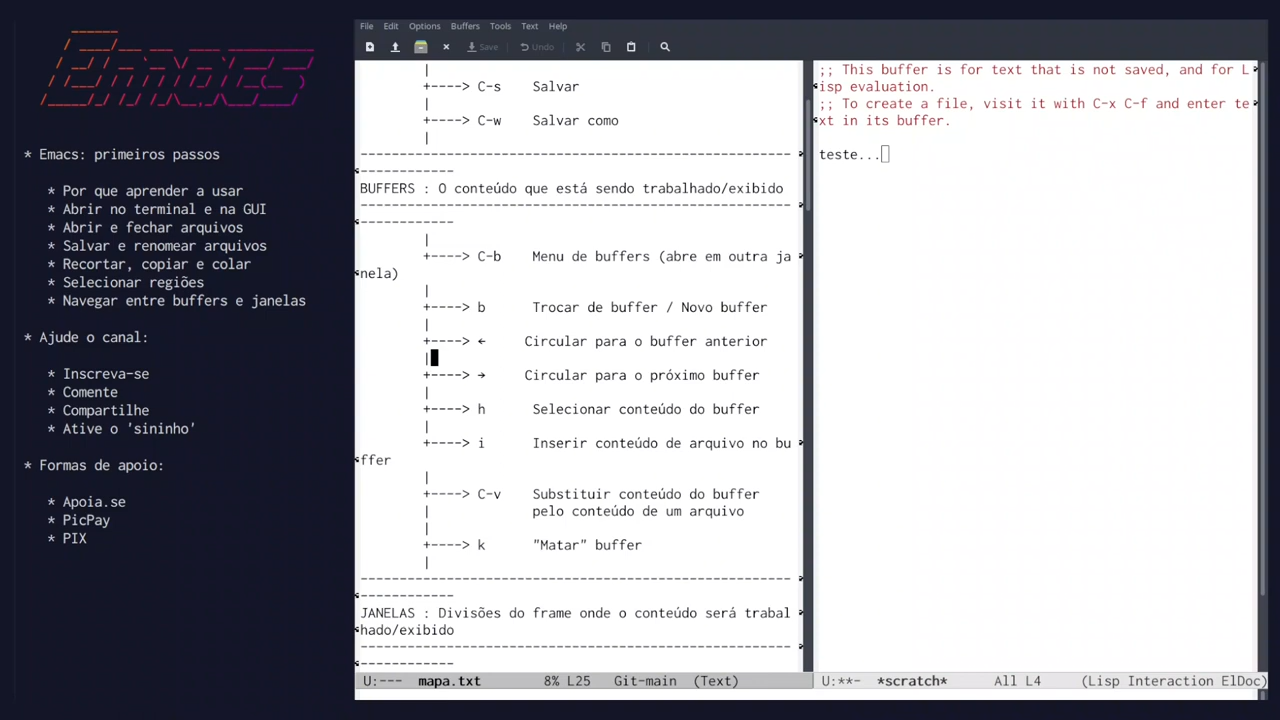 Emacs
* Emacs: primeiros passos
* Por que aprender a usar
* Abrir no terminal e na GUI
* Abrir e fechar arquivos
* Salvar e renomear arquivos
* Recortar, copiar e colar
* Selecionar regiões
* Navegar entre buffers e janelas
* Ajude o canal:
* Inscreva-se
* Comente
* Compartilhe
* Ative o 'sininho'
* Formas de apoio:
* Apoia.se
* PicPay
* PIX
File Edit Options Buffers Tools Text Help
Save Undo
|
+----> C-s Salvar
|
+----> C-w Salvar como
|
-------------------------------------------------------
------------
BUFFERS : O conteúdo que está sendo trabalhado/exibido
-------------------------------------------------------
------------
|
+----> C-b Menu de buffers (abre em outra ja
nela)
|
+----> b Trocar de buffer / Novo buffer
|
+----> ← Circular para o buffer anterior
|
+----> → Circular para o próximo buffer
|
+----> h Selecionar conteúdo do buffer
|
+----> i Inserir conteúdo de arquivo no bu
ffer
|
+----> C-v Substituir conteúdo do buffer
| pelo conteúdo de um arquivo
|
+----> k "Matar" buffer
|
-------------------------------------------------------
------------
JANELAS : Divisões do frame onde o conteúdo será trabal
hado/exibido
-------------------------------------------------------
------------
U:--- mapa.txt 8% L25 Git-main (Text)
;; This buffer is for text that is not saved, and for L
isp evaluation.
;; To create a file, visit it with C-x C-f and enter te
xt in its buffer.
teste...
U:**- *scratch* All L4 (Lisp Interaction ElDoc)